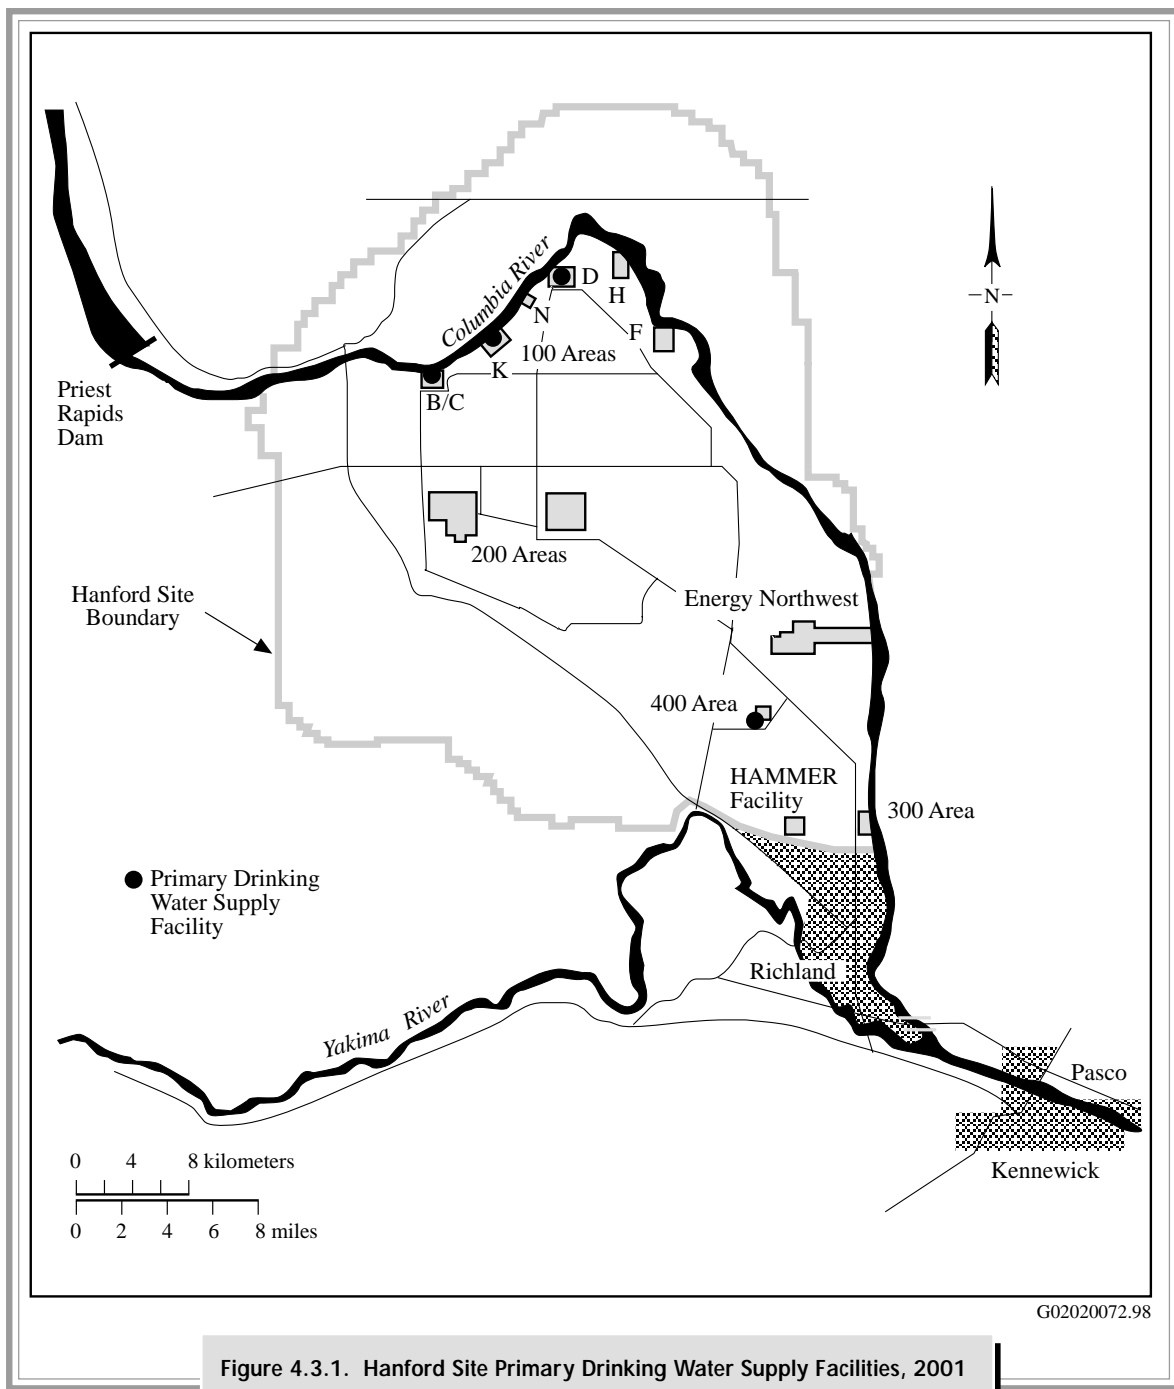 Columbia River
D
H
N
F
100 Areas
K
B/C
Priest
Rapids
Dam
N
200 Areas
Hanford Site
Boundary
Energy Northwest
400 Area
HAMMER
Facility
300 Area
Primary Drinking
Water Supply
Facility
Richland
Yakima River
Pasco
Kennewick
0 4 8 kilometers
0 2 4 6 8 miles
G02020072.98
Figure 4.3.1. Hanford Site Primary Drinking Water Supply Facilities, 2001